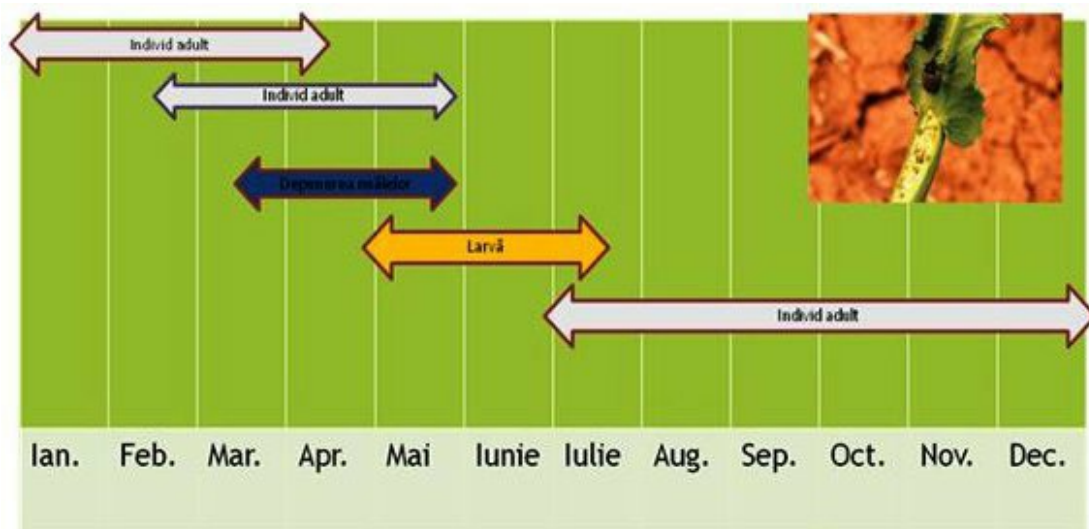 Individ adult
Individ adult
Depunerea ouălelor
Larvă
Individ adult
Ian. Feb. Mar. Apr. Mai Iunie Iulie Aug. Sep. Oct. Nov. Dec.